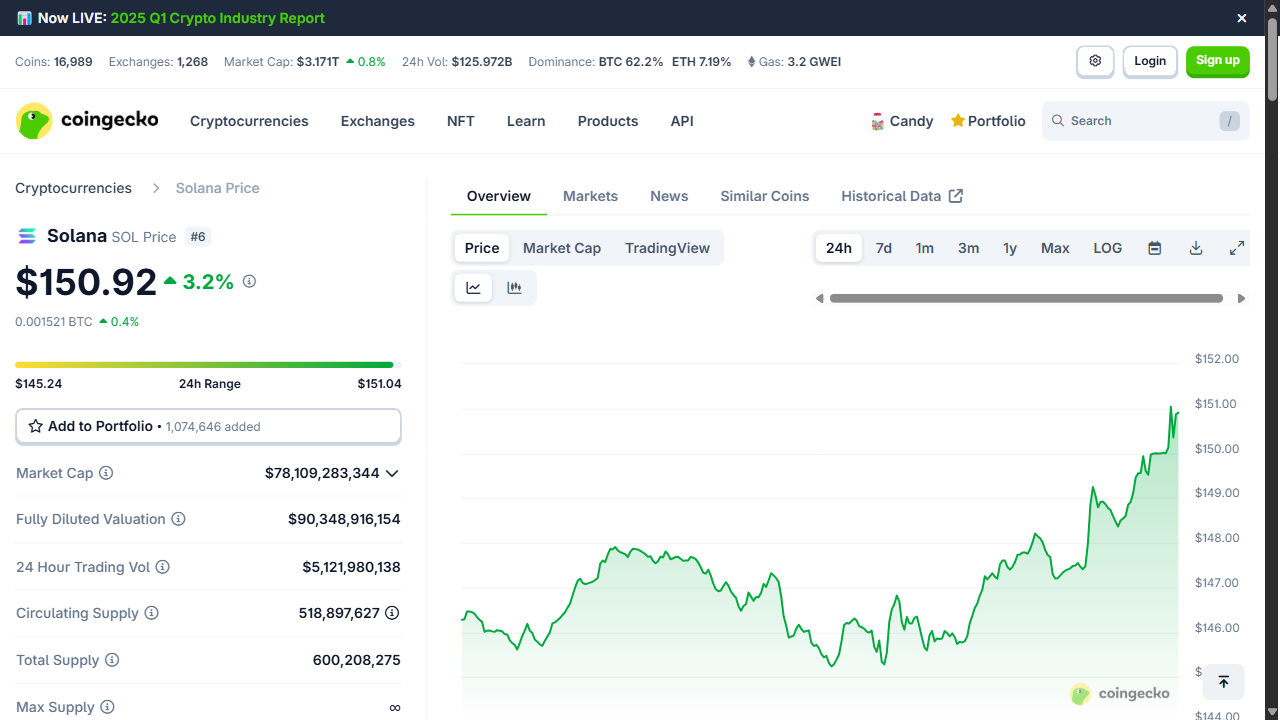 Now LIVE: 2025 Q1 Crypto Industry Report
Coins: 16,989 Exchanges: 1,268 Market Cap: $3.171T 0.8% 24h Vol: $125.972B Dominance: BTC 62.2% ETH 7.19% Gas: 3.2 GWEI
Login
Sign up
coingecko
Cryptocurrencies Exchanges NFT Learn Products API
Candy Portfolio
Search /
Cryptocurrencies > Solana Price
Solana SOL Price #6
$150.92 3.2%
0.001521 BTC 0.4%
$145.24 24h Range $151.04
Add to Portfolio • 1,074,646 added
Market Cap $78,109,283,344
Fully Diluted Valuation $90,348,916,154
24 Hour Trading Vol $5,121,980,138
Circulating Supply 518,897,627
Total Supply 600,208,275
Max Supply ∞
Overview Markets News Similar Coins Historical Data
Price Market Cap TradingView
24h 7d 1m 3m 1y Max LOG
$152.00
$151.00
$150.00
$149.00
$148.00
$147.00
$146.00
$144.00
coingecko